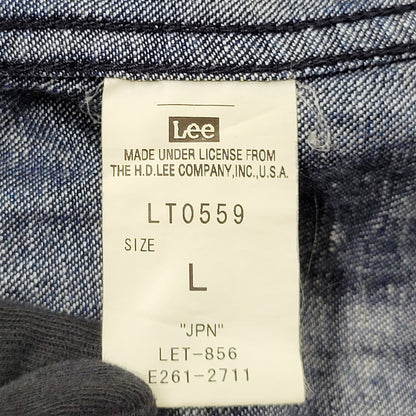 Lee
MADE UNDER LICENSE FROM
THE H.D.LEE COMPANY,INC.,U.S.A.
LT0559
SIZE
L
"JPN"
LET-856
E261-2711